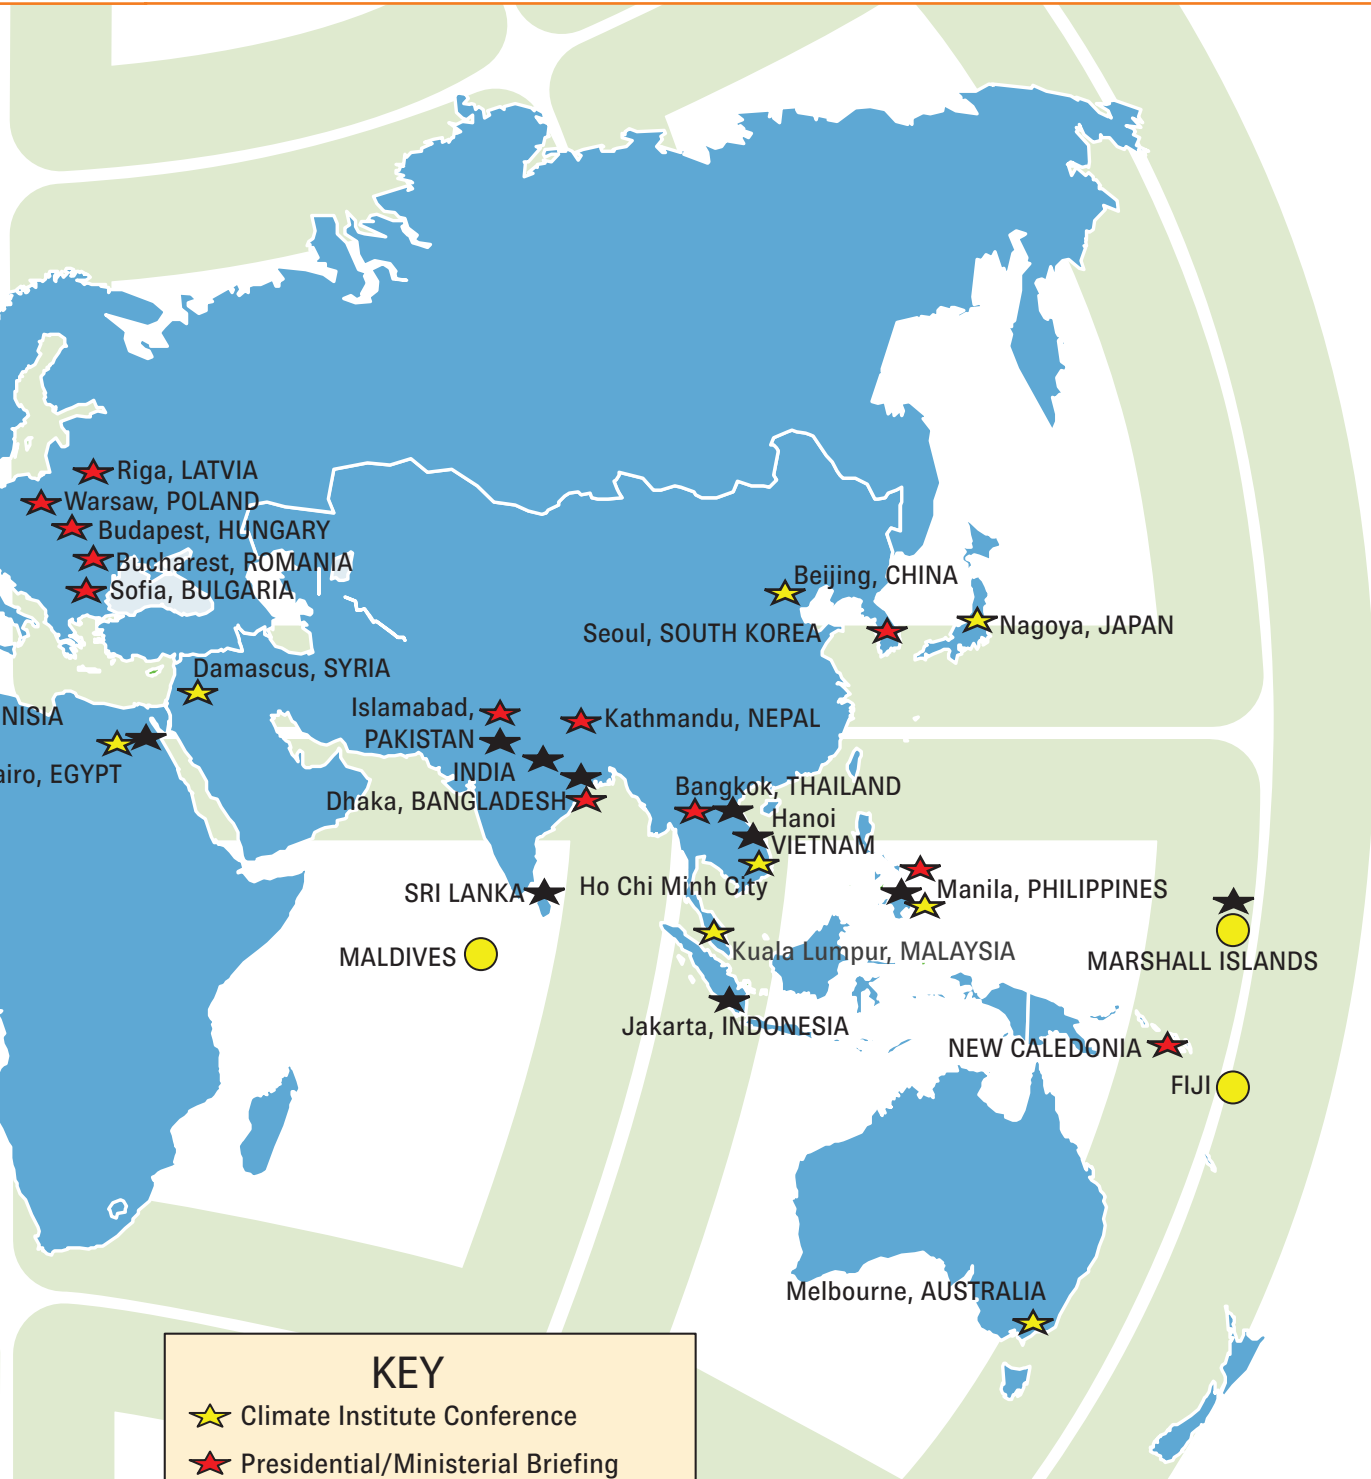 Riga, LATVIA
Warsaw, POLAND
Budapest, HUNGARY
Bucharest, ROMANIA
Sofia, BULGARIA
Beijing, CHINA
Seoul, SOUTH KOREA
Nagoya, JAPAN
Damascus, SYRIA
NISIA
Islamabad,
PAKISTAN
Kathmandu, NEPAL
airo, EGYPT
INDIA
Dhaka, BANGLADESH
Bangkok, THAILAND
Hanoi
VIETNAM
Ho Chi Minh City
SRI LANKA
Manila, PHILIPPINES
MALDIVES
Kuala Lumpur, MALAYSIA
MARSHALL ISLANDS
Jakarta, INDONESIA
NEW CALEDONIA
FIJI
Melbourne, AUSTRALIA
KEY
Climate Institute Conference
Presidential/Ministerial Briefing